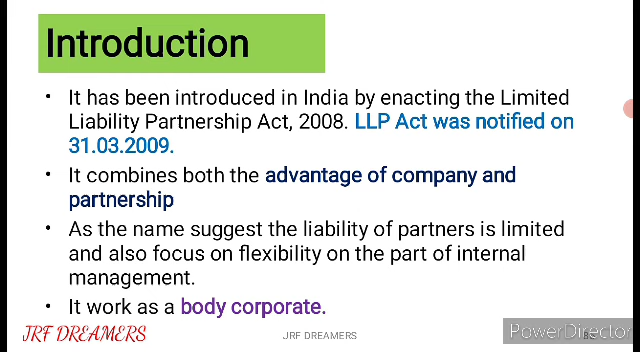 Introduction
• It has been introduced in India by enacting the Limited
Liability Partnership Act, 2008. LLP Act was notified on
31.03.2009.
• It combines both the advantage of company and
partnership
• As the name suggest the liability of partners is limited
and also focus on flexibility on the part of internal
management.
• It work as a body corporate.
JRF DREAMERS
JRF DREAMERS
PowerDirector